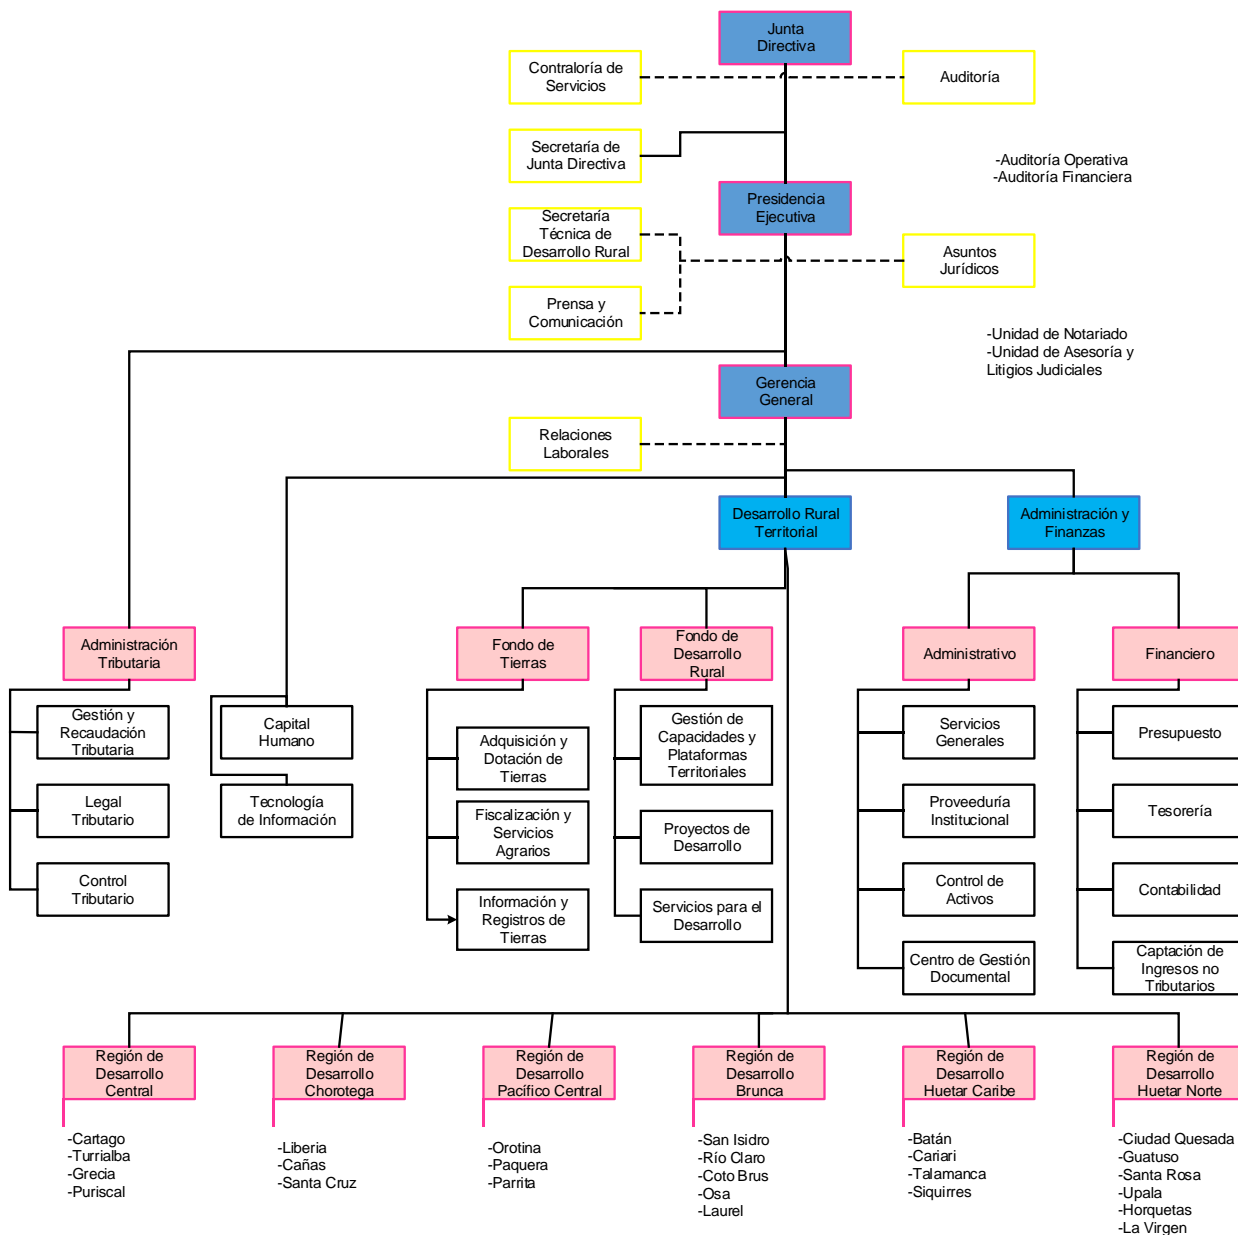 Junta
Directiva
Contraloría de
Servicios
Auditoría
Secretaría de
Junta Directiva
-Auditoría Operativa
-Auditoría Financiera
Presidencia
Ejecutiva
Secretaría
Técnica de
Desarrollo Rural
Asuntos
Jurídicos
Prensa y
Comunicación
-Unidad de Notariado
-Unidad de Asesoría y
Litigios Judiciales
Gerencia
General
Relaciones
Laborales
Desarrollo Rural
Territorial
Administración y
Finanzas
Administración
Tributaria
Fondo de
Tierras
Fondo de
Desarrollo
Rural
Administrativo
Financiero
Gestión y
Recaudación
Tributaria
Legal
Tributario
Control
Tributario
Capital
Humano
Tecnología
de Información
Adquisición y
Dotación de
Tierras
Fiscalización y
Servicios
Agrarios
Información y
Registros de
Tierras
Gestión de
Capacidades y
Plataformas
Territoriales
Proyectos de
Desarrollo
Servicios para el
Desarrollo
Servicios
Generales
Proveeduría
Institucional
Control de
Activos
Centro de Gestión
Documental
Presupuesto
Tesorería
Contabilidad
Captación de
Ingresos no
Tributarios
Región de
Desarrollo
Central
-Cartago
-Turrialba
-Grecia
-Puriscal
Región de
Desarrollo
Chorotega
-Liberia
-Cañas
-Santa Cruz
Región de
Desarrollo
Pacífico Central
-Orotina
-Paquera
-Parrita
Región de
Desarrollo
Brunca
-San Isidro
-Río Claro
-Coto Brus
-Osa
-Laurel
Región de
Desarrollo
Huetar Caribe
-Batán
-Cariari
-Talamanca
-Siquirres
Región de
Desarrollo
Huetar Norte
-Ciudad Quesada
-Guatuso
-Santa Rosa
-Upala
-Horquetas
-La Virgen